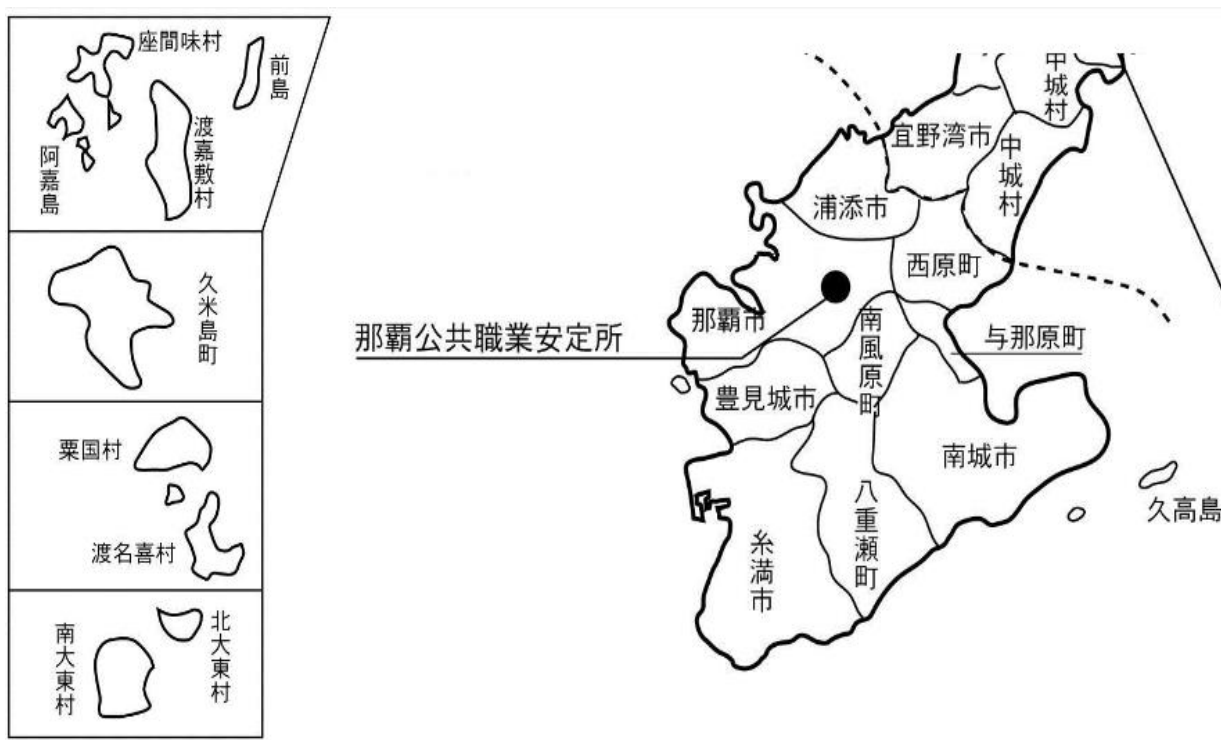 座間味村
前島
渡嘉敷村
阿嘉島
久米島町
粟国村
渡名喜村
北大東村
南大東村
中城村
宜野湾市
中城村
浦添市
西原町
那覇市
那覇公共職業安定所
南風原町
与那原町
豊見城市
南城市
久高島
八重瀬町
糸満市